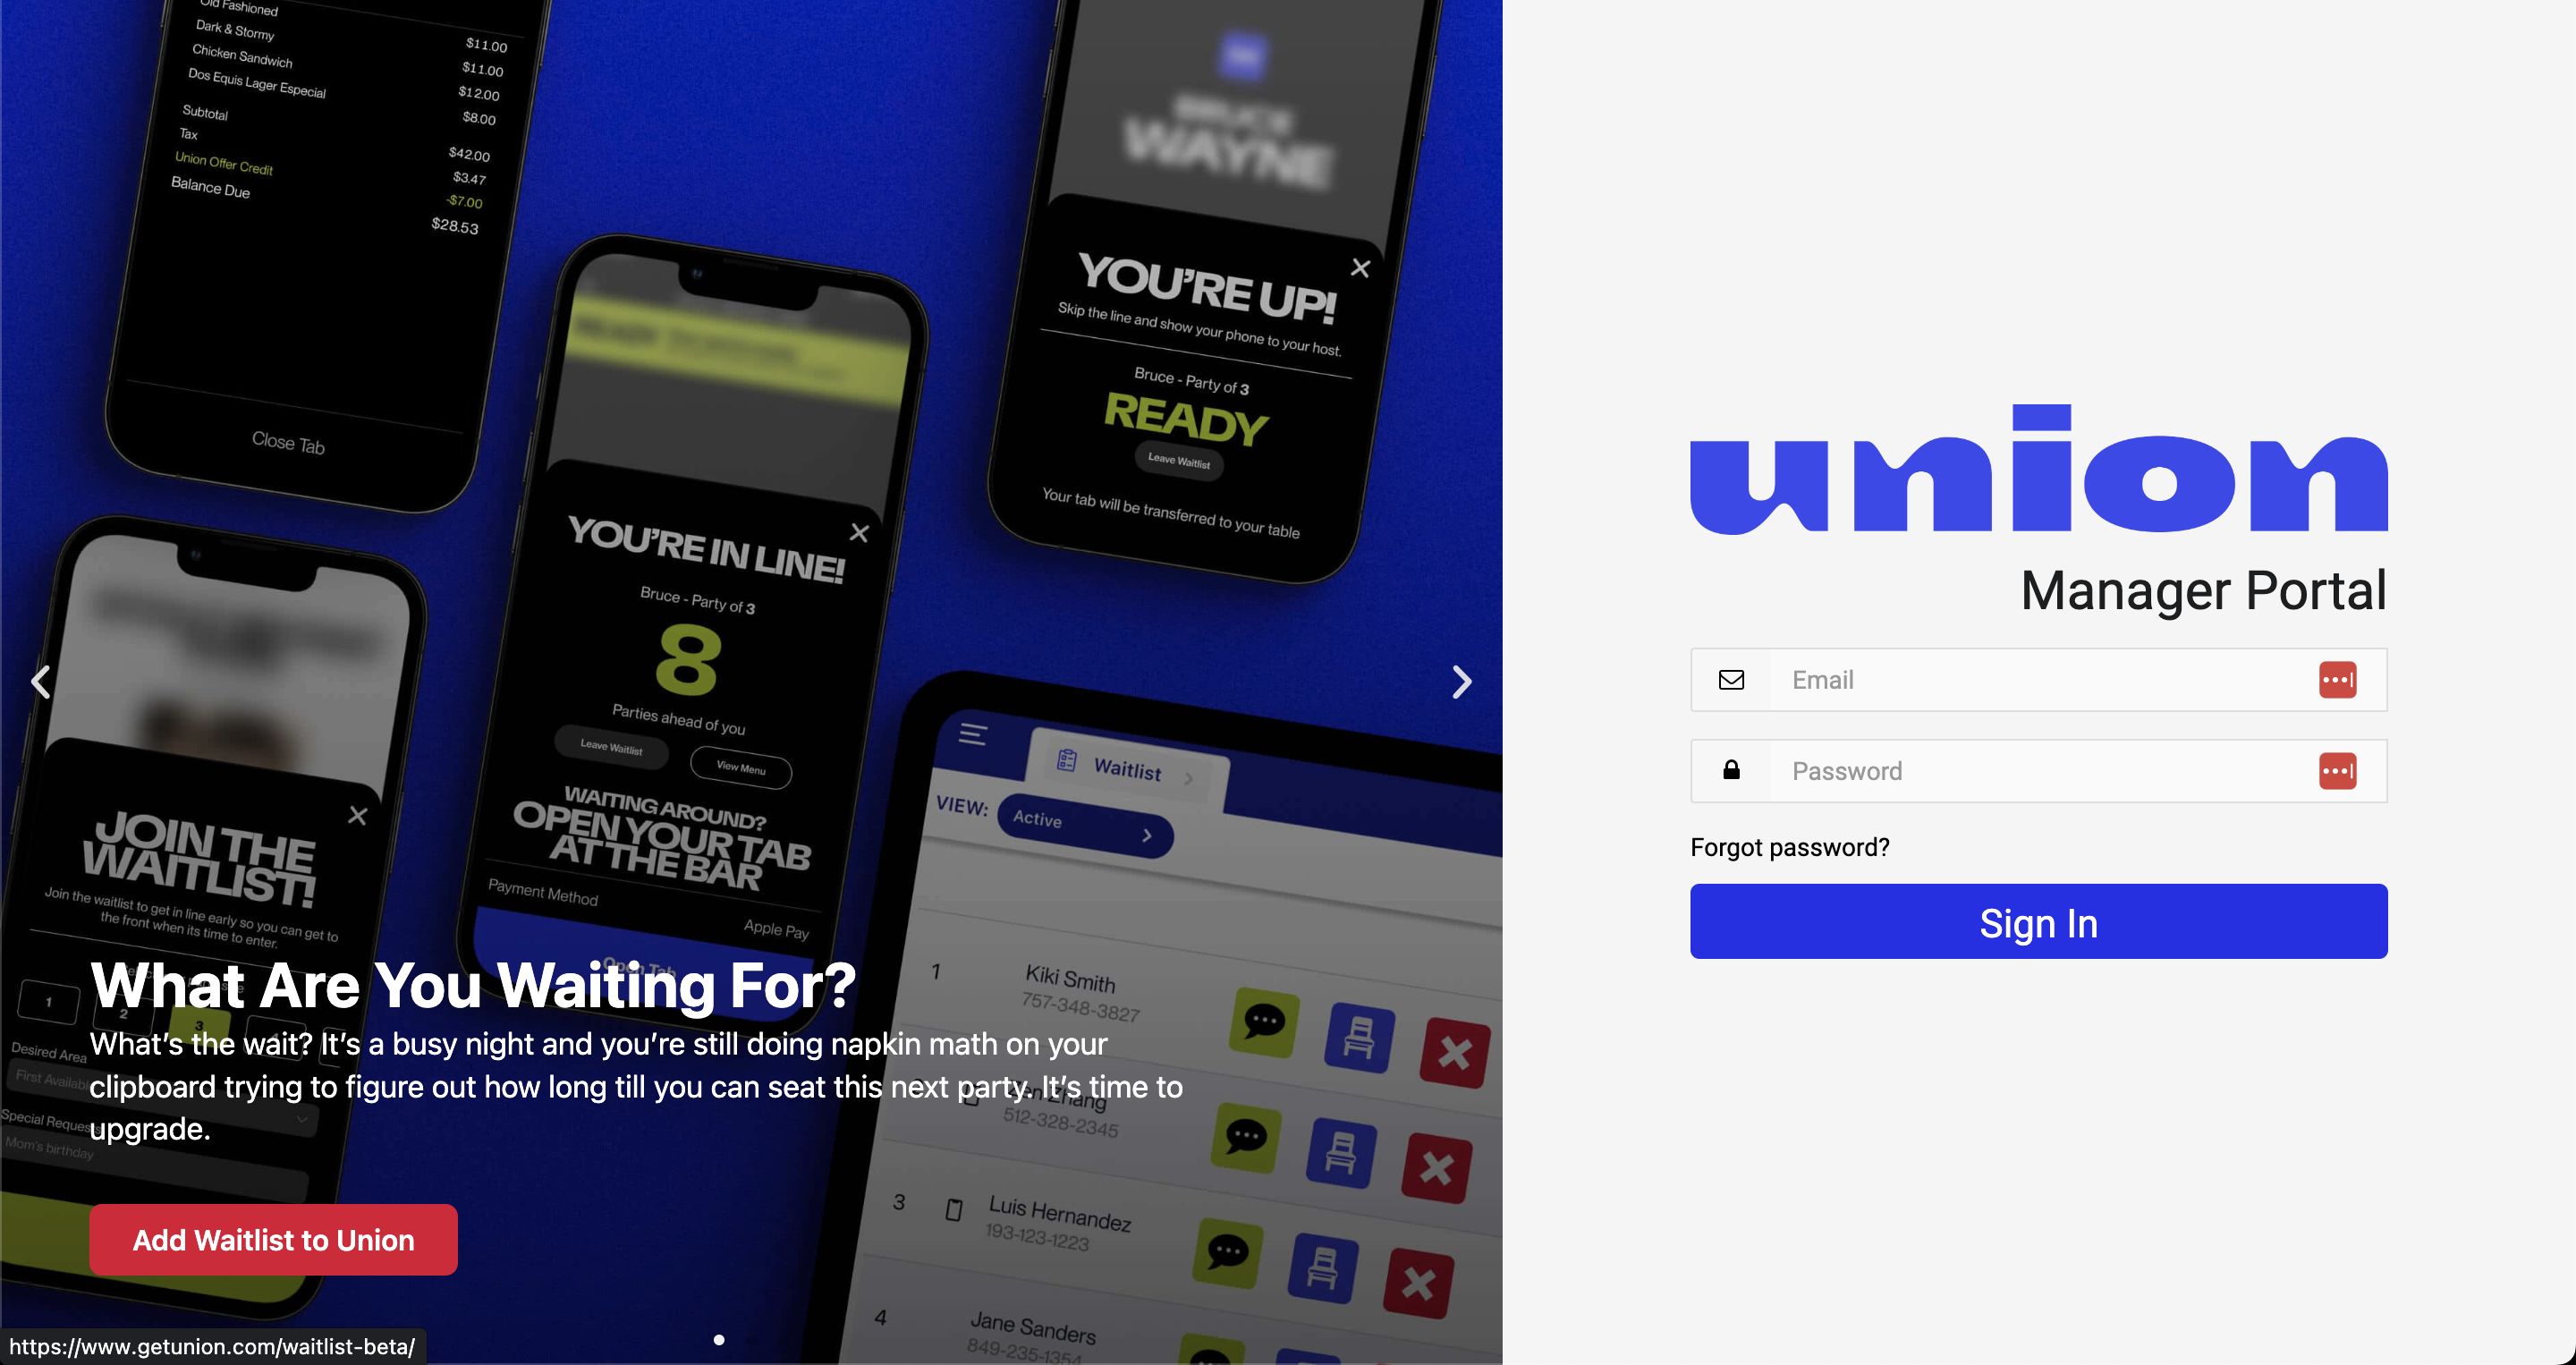 Old Fashioned
$11.00
Dark & Stormy
$11.00
Chicken Sandwich
$12.00
Dos Equis Lager Especial
$8.00
Subtotal
$42.00
Tax
$3.47
Union Offer Credit
-$7.00
Balance Due
$28.53
Close Tab
BRUCE
WAYNE
YOU'RE UP!
Skip the line and show your phone to your host.
Bruce - Party of 3
READY
Leave Waitlist
Your tab will be transferred to your table
READY
YOU'RE IN LINE!
Bruce - Party of 3
8
Parties ahead of you
Leave Waitlist
View Menu
WAITING AROUND?
OPEN YOUR TAB
AT THE BAR
Payment Method
Apple Pay
Open Tab
JOIN THE
WAITLIST!
Join the waitlist to get in line early so you can get to
the front when its time to enter.
1
2
3
Desired Area
First Available
Special Requests
Mom's birthday
Waitlist
VIEW:
Active
1
Kiki Smith
757-348-3827
Zhang
512-328-2345
3
Luis Hernandez
193-123-1223
4
Jane Sanders
849-235-1354
What Are You Waiting For?
What's the wait? It's a busy night and you're still doing napkin math on your
clipboard trying to figure out how long till you can seat this next party. It's time to
upgrade.
Add Waitlist to Union
https://www.getunion.com/waitlist-beta/
union
Manager Portal
Email
Password
Forgot password?
Sign In